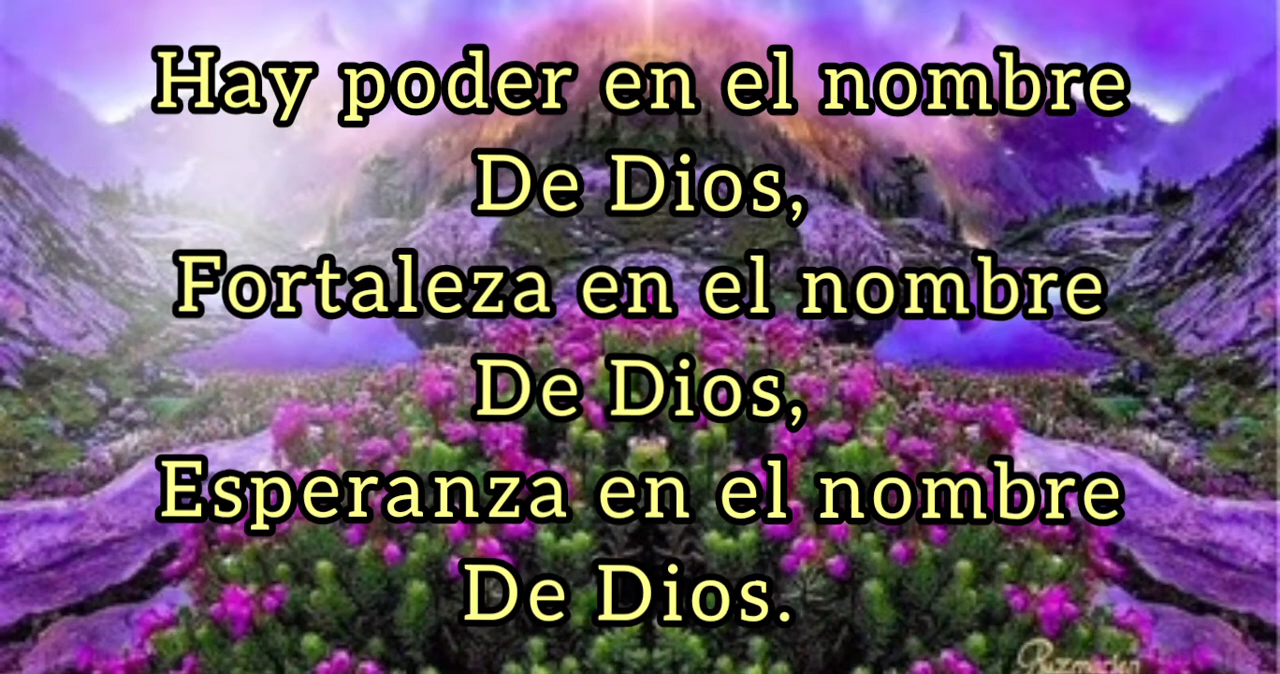 Hay poder en el nombre
De Dios,
Fortaleza en el nombre
De Dios,
Esperanza en el nombre
De Dios.